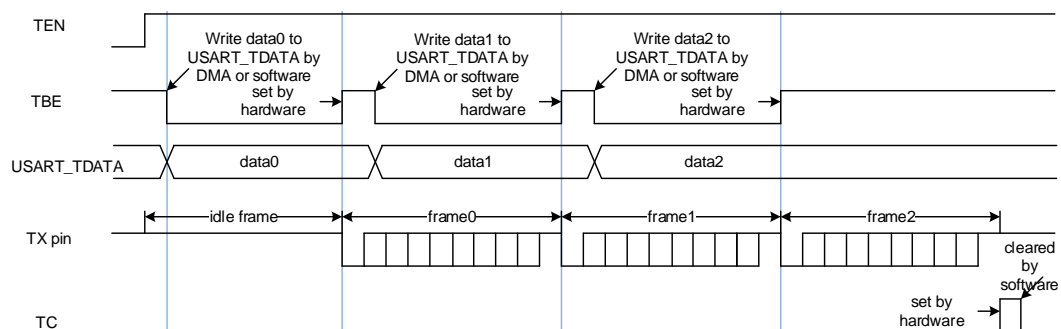 TEN
Write data0 to
USART_TDATA by
DMA or software
Write data1 to
USART_TDATA by
DMA or software
Write data2 to
USART_TDATA by
DMA or software
TBE
set by
hardware
set by
hardware
set by
hardware
USART_TDATA
data0
data1
data2
idle frame
frame0
frame1
frame2
TX pin
cleared
by
software
set by
hardware
TC